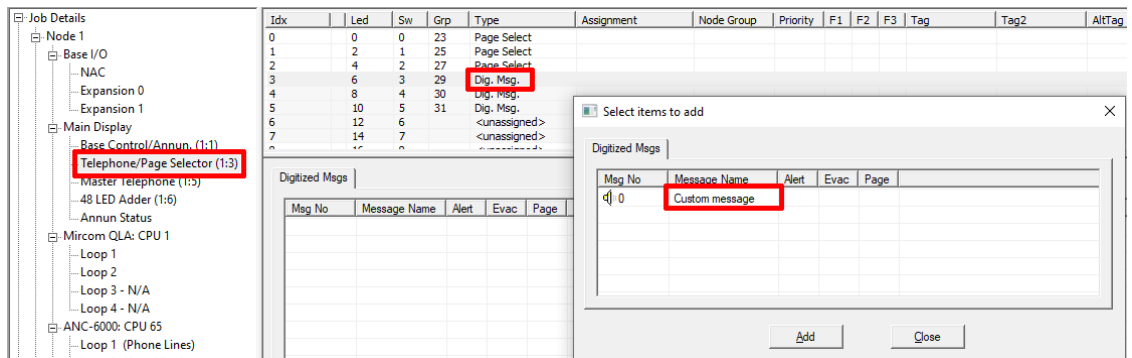 Job Details
Node 1
Base I/O
NAC
Expansion 0
Expansion 1
Main Display
Base Control/Annun. (1:1)
Telephone/Page Selector (1:3)
Master Telephone (1:5)
48 LED Adder (1:6)
Annun Status
Mircom QLA: CPU 1
Loop 1
Loop 2
Loop 3 - N/A
Loop 4 - N/A
ANC-6000: CPU 65
Loop 1 (Phone Lines)
Idx Led Sw Grp Type Assignment Node Group Priority F1 F2 F3 Tag Tag2 AltTag
0 0 0 23 Page Select
1 2 1 25 Page Select
2 4 2 27 Page Select
3 6 3 29 Dig. Msg.
4 8 4 30 Dig. Msg.
5 10 5 31 Dig. Msg.
6 12 6 <unassigned>
7 14 7 <unassigned>
Digitized Msgs
Msg No Message Name Alert Evac Page
Select items to add
Digitized Msgs
Msg No Message Name Alert Evac Page
0 Custom message
Add Close